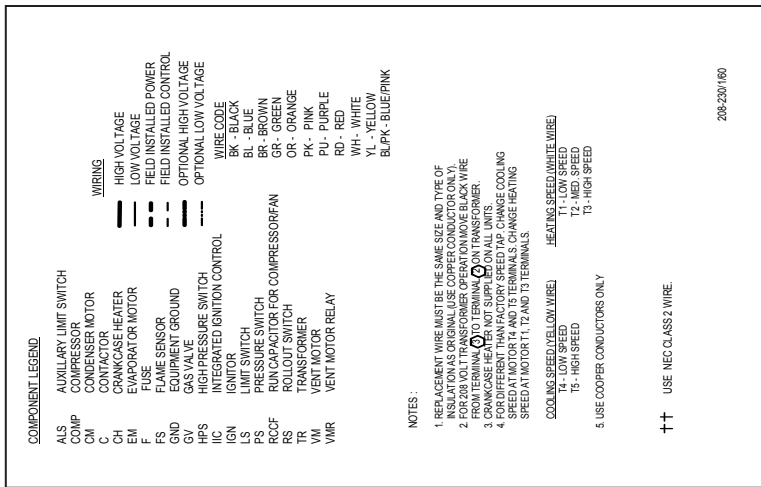 COMPONENT LEGEND
ALS AUXILLARY LIMIT SWITCH
COMP COMPRESSOR
CM CONDENSER MOTOR
C CONTACTOR
CH CRANKCASE HEATER
EM EVAPORATOR MOTOR
F FUSE
FS FLAME SENSOR
GND EQUIPMENT GROUND
GV GAS VALVE
HPS HIGH PRESSURE SWITCH
IIC INTEGRATED IGNITION CONTROL
IGN IGNITOR
LS LIMIT SWITCH
PS PRESSURE SWITCH
RCCF RUN CAPACITOR FOR COMPRESSOR/FAN
RS ROLLOUT SWITCH
TR TRANSFORMER
VM VENT MOTOR
VMR VENT MOTOR RELAY
WIRING
HIGH VOLTAGE
LOW VOLTAGE
FIELD INSTALLED POWER
FIELD INSTALLED CONTROL
OPTIONAL HIGH VOLTAGE
OPTIONAL LOW VOLTAGE
WIRE CODE
BK - BLACK
BL - BLUE
BR - BROWN
GR - GREEN
OR - ORANGE
PK - PINK
PU - PURPLE
RD - RED
WH - WHITE
YL - YELLOW
BL/PK - BLUE/PINK
NOTES :
1. REPLACEMENT WIRE MUST BE THE SAME SIZE AND TYPE OF
INSULATION AS ORIGINAL(USE COPPER CONDUCTOR ONLY).
2. FOR 208 VOLT TRANSFORMER OPERATION MOVE BLACK WIRE
FROM TERMINAL 3 TO TERMINAL 2 ON TRANSFORMER.
3. CRANKCASE HEATER NOT SUPPLIED ON ALL UNITS.
4. FOR DIFFERENT THAN FACTORY SPEED TAP. CHANGE COOLING
SPEED AT MOTOR T4 AND T5 TERMINALS. CHANGE HEATING
SPEED AT MOTOR T1, T2 AND T3 TERMINALS.
COOLING SPEED(YELLOW WIRE) HEATING SPEED(WHITE WIRE)
T4 - LOW SPEED T1 - LOW SPEED
T5 - HIGH SPEED T2 - MED. SPEED
T3 - HIGH SPEED
5. USE COOPER CONDUCTORS ONLY
†† USE NEC CLASS 2 WIRE.
208-230/1/60